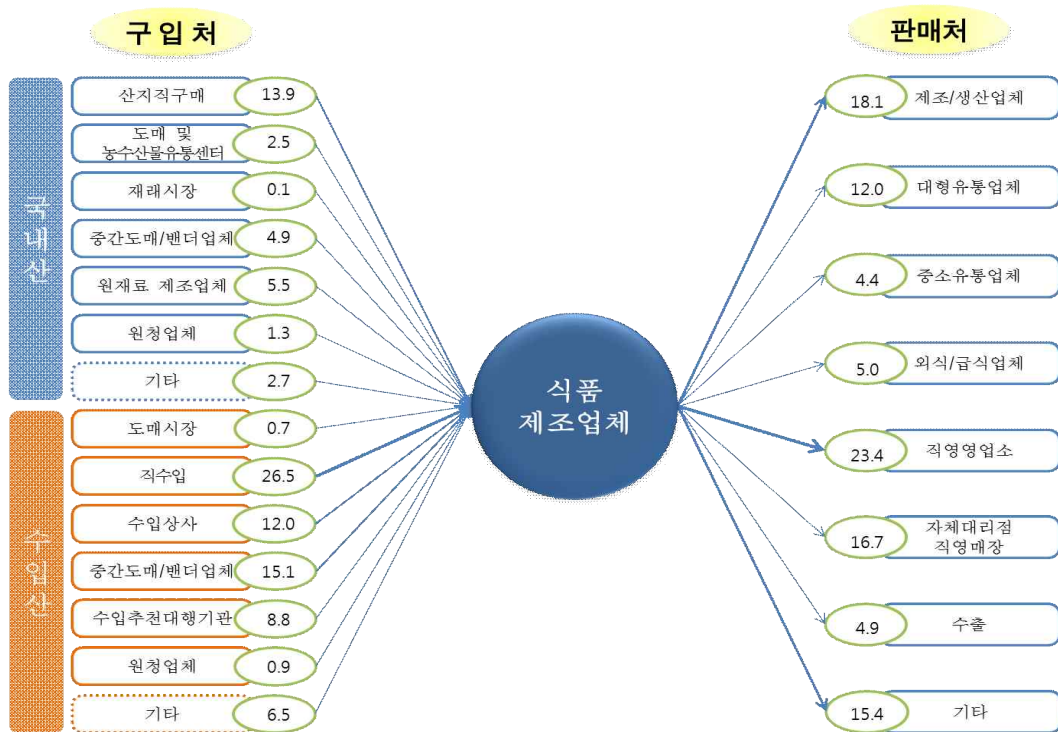 구입처
판매처
국내산
산지직구매 13.9
도매 및
농수산물유통센터 2.5
재래시장 0.1
중간도매/밴더업체 4.9
원재료 제조업체 5.5
원청업체 1.3
기타 2.7
수입산
도매시장 0.7
직수입 26.5
수입상사 12.0
중간도매/밴더업체 15.1
수입추천대행기관 8.8
원청업체 0.9
기타 6.5
식품
제조업체
18.1 제조/생산업체
12.0 대형유통업체
4.4 중소유통업체
5.0 외식/급식업체
23.4 직영영업소
16.7 자체대리점
직영매장
4.9 수출
15.4 기타